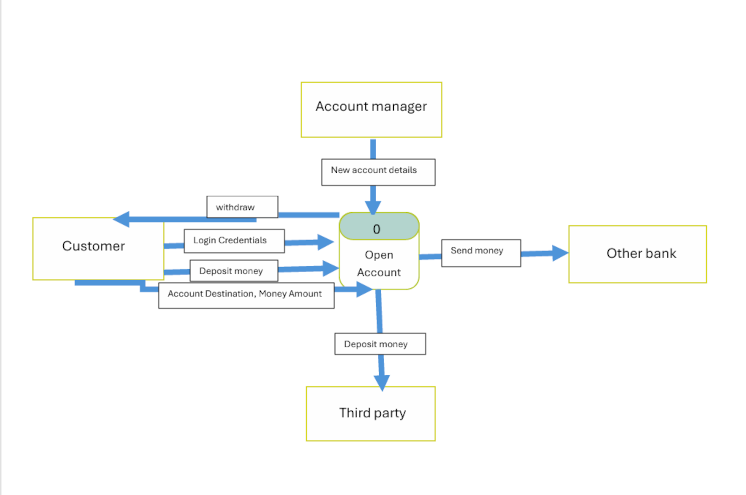 Account manager
New account details
withdraw
0
Customer
Login Credentials
Open
Account
Send money
Other bank
Deposit money
Account Destination, Money Amount
Deposit money
Third party